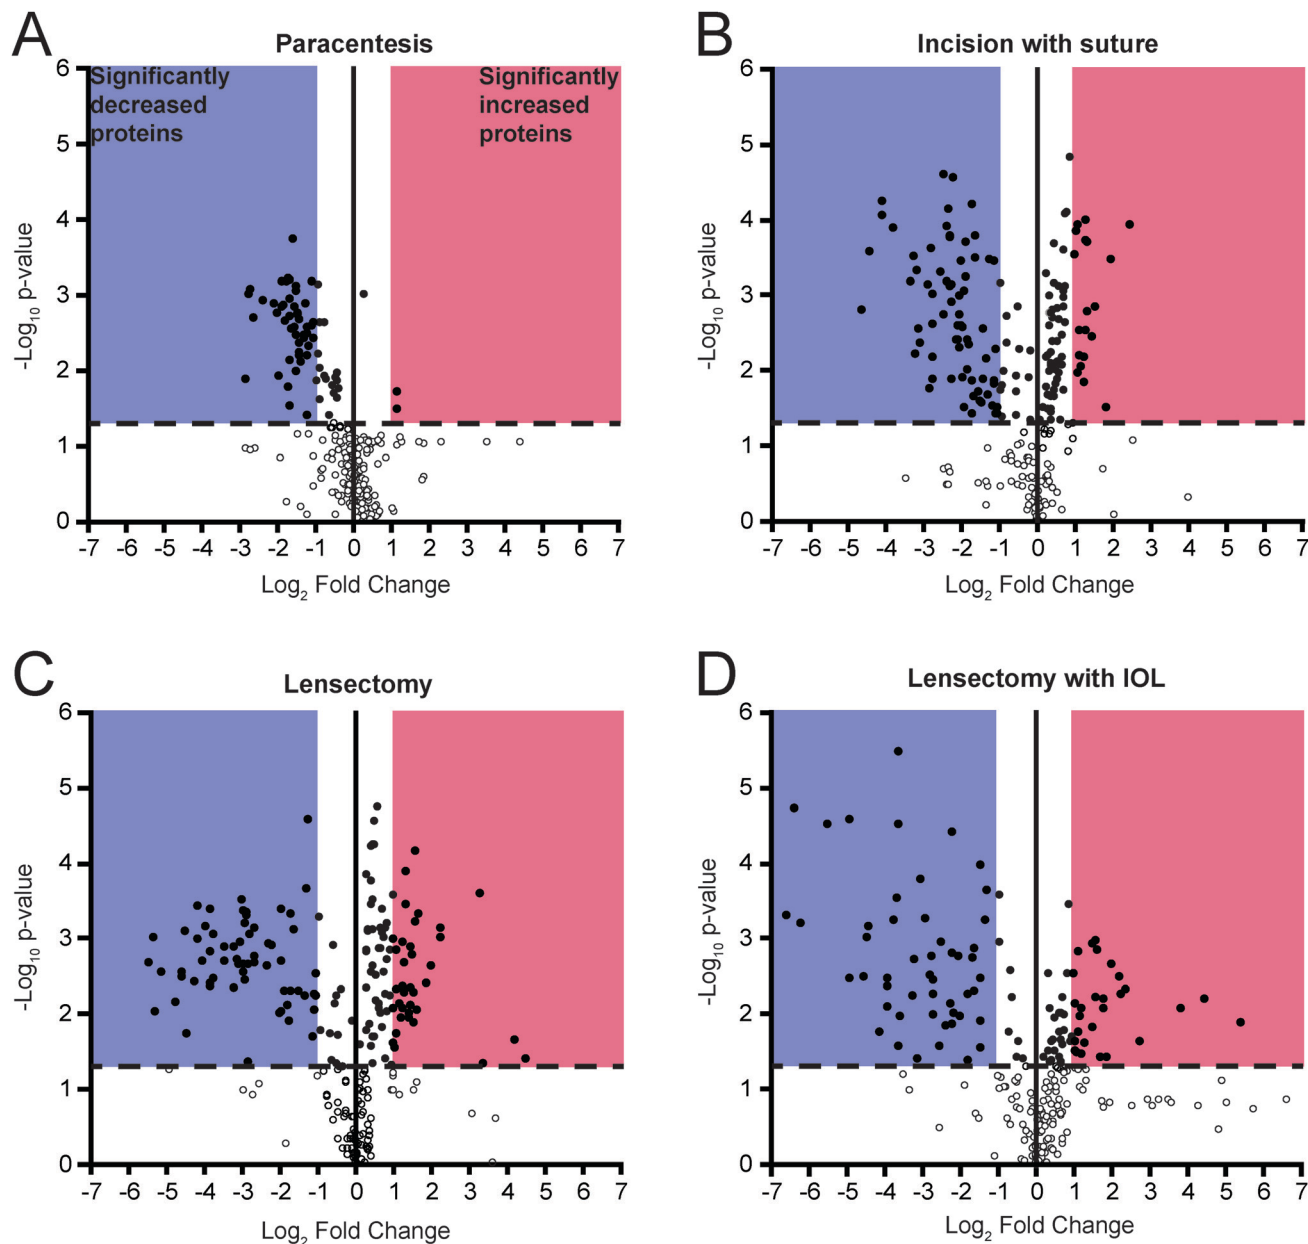 A
Paracentesis
Significantly
decreased
proteins
Significantly
increased
proteins
-Log10 p-value
6
5
4
3
2
1
0
-7 -6 -5 -4 -3 -2 -1 0 1 2 3 4 5 6 7
Log2 Fold Change
B
Incision with suture
-Log10 p-value
6
5
4
3
2
1
0
-7 -6 -5 -4 -3 -2 -1 0 1 2 3 4 5 6 7
Log2 Fold Change
C
Lensectomy
-Log10 p-value
6
5
4
3
2
1
0
-7 -6 -5 -4 -3 -2 -1 0 1 2 3 4 5 6 7
Log2 Fold Change
D
Lensectomy with IOL
-Log10 p-value
6
5
4
3
2
1
0
-7 -6 -5 -4 -3 -2 -1 0 1 2 3 4 5 6 7
Log2 Fold Change